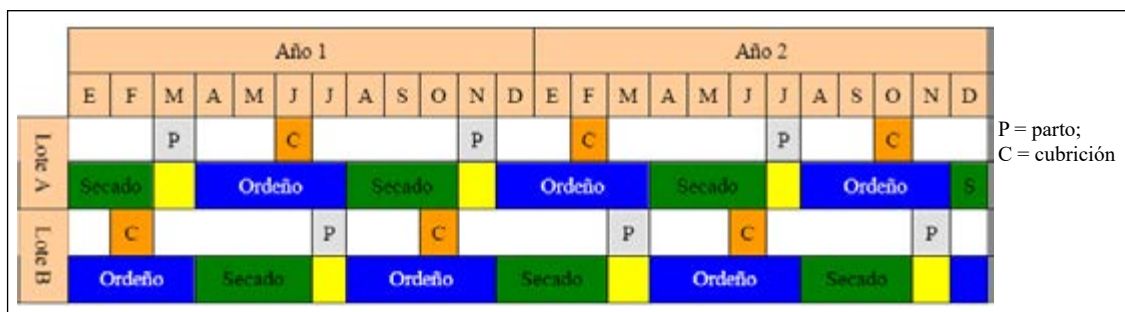 Año 1 Año 2
E F M A M J J A S O N D E F M A M J J A S O N D
Lote A
P C P C P C
Secado Ordeño Secado Ordeño Secado Ordeño S
Lote B
C P C P C P
Ordeño Secado Ordeño Secado Ordeño Secado
P = parto;
C = cubrición